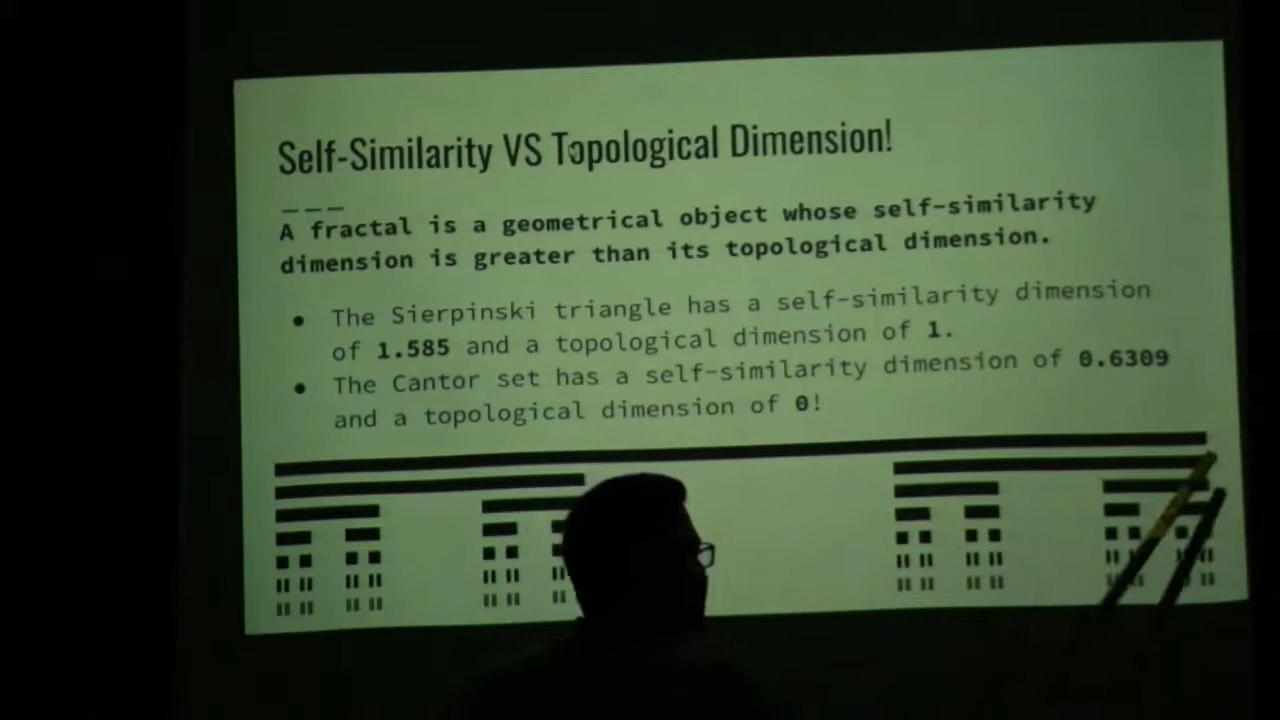 Self-Similarity VS Topological Dimension!
A fractal is a geometrical object whose self-similarity
dimension is greater than its topological dimension.
● The Sierpinski triangle has a self-similarity dimension
of 1.585 and a topological dimension of 1.
● The Cantor set has a self-similarity dimension of 0.6309
and a topological dimension of 0!